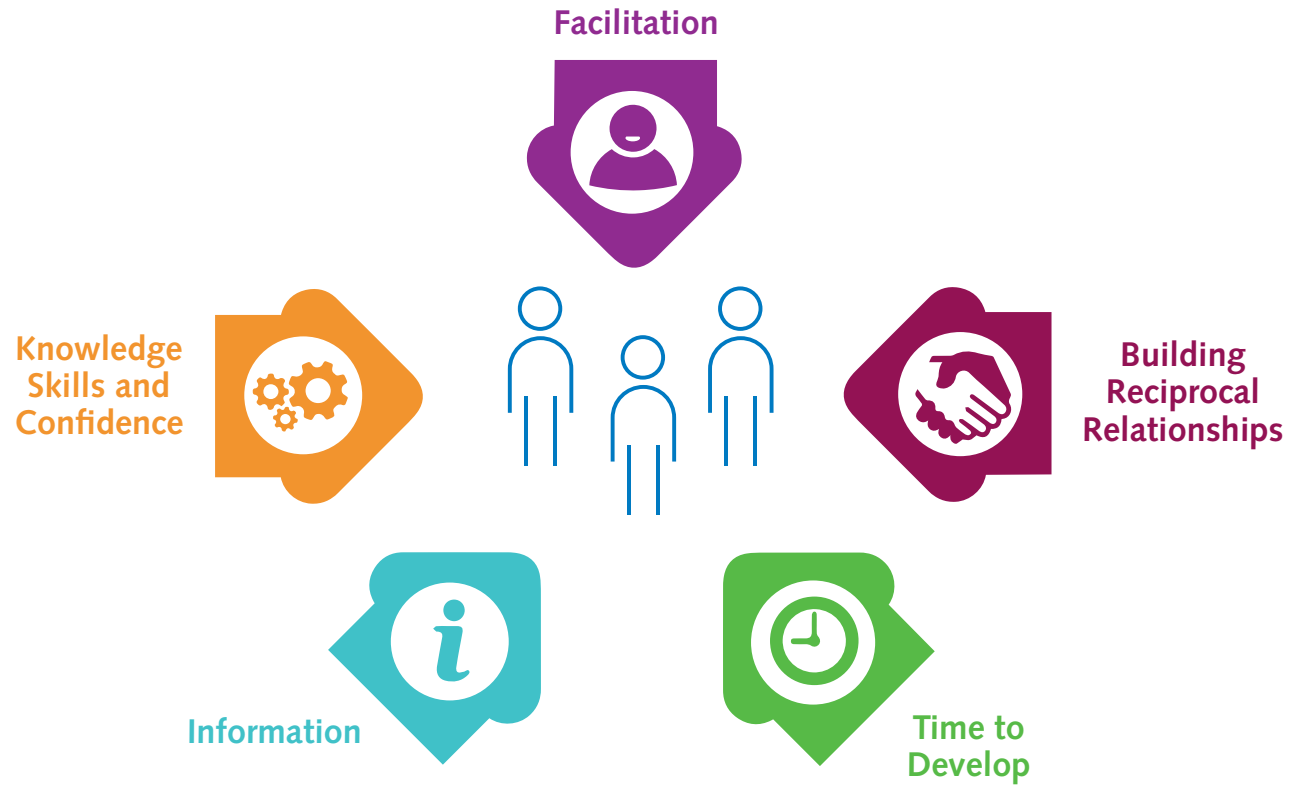 Facilitation
Knowledge
Skills and
Confidence
Building
Reciprocal
Relationships
Information
Time to
Develop